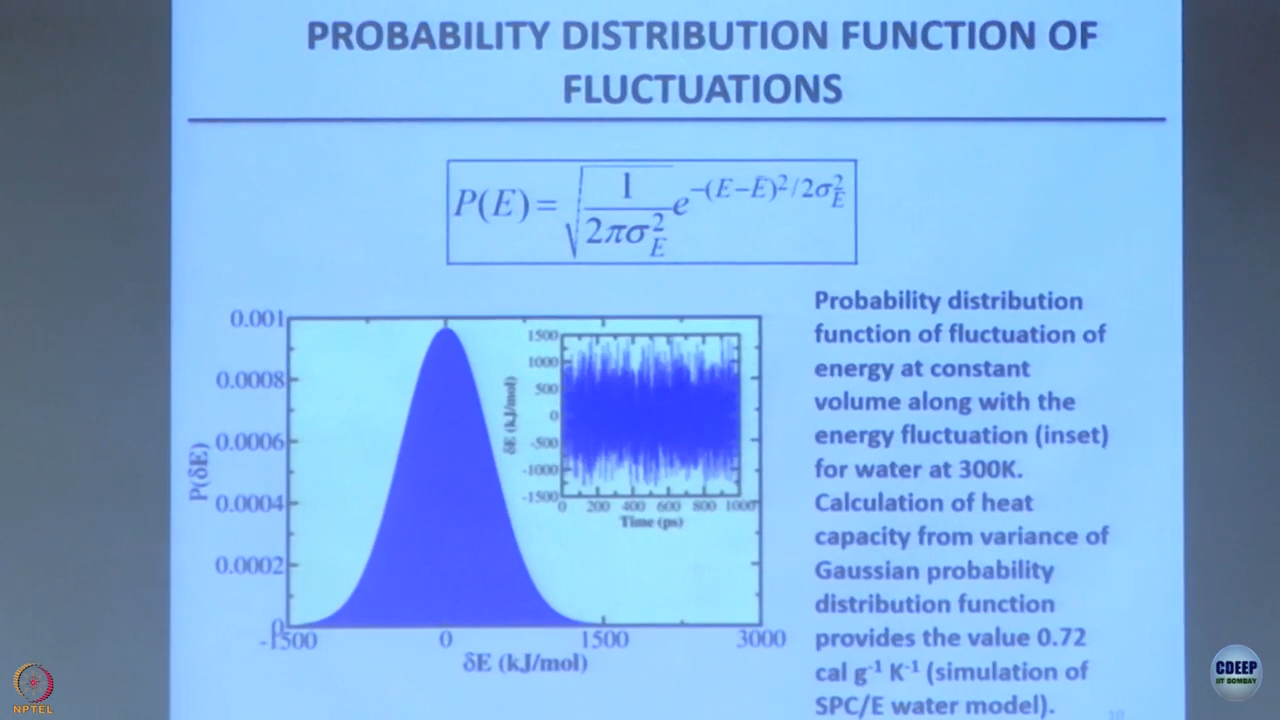 PROBABILITY DISTRIBUTION FUNCTION OF
FLUCTUATIONS
P(E) = √(1/(2πσ_E²)) e^{-(E-Ē)²/2σ_E²}
Probability distribution
function of fluctuation of
energy at constant
volume along with the
energy fluctuation (inset)
for water at 300K.
Calculation of heat
capacity from variance of
Gaussian probability
distribution function
provides the value 0.72
cal g⁻¹ K⁻¹ (simulation of
SPC/E water model).
P(δE)
0.001
0.0008
0.0006
0.0004
0.0002
0
-1500 0 1500 3000
δE (kJ/mol)
δE (kJ/mol)
1500
1000
500
0
-500
-1000
-1500
0 200 400 600 800 1000
Time (ps)
10
NPTEL
CDEEP
IIT BOMBAY